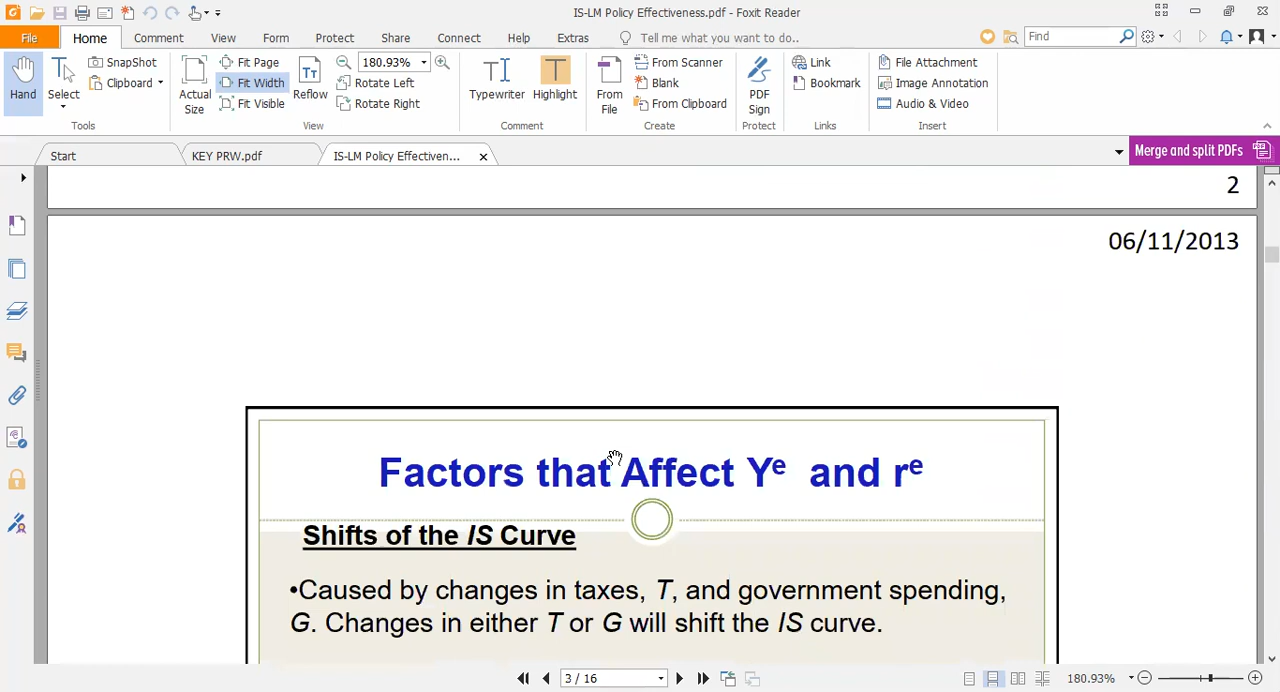 IS-LM Policy Effectiveness.pdf - Foxit Reader
File Home Comment View Form Protect Share Connect Help Extras Tell me what you want to do.. Find
Hand
Select
SnapShot
Clipboard
Tools
Actual Size
Fit Page
Fit Width
Fit Visible
Reflow
180.93%
Rotate Left
Rotate Right
View
Typewriter
Highlight
Comment
From File
From Scanner
Blank
From Clipboard
Create
PDF Sign
Protect
Link
Bookmark
Links
File Attachment
Image Annotation
Audio & Video
Insert
Start KEY PRW.pdf IS-LM Policy Effectiven... Merge and split PDFs
2
06/11/2013
Factors that Affect Yᵉ and rᵉ
Shifts of the IS Curve
•Caused by changes in taxes, T, and government spending,
G. Changes in either T or G will shift the IS curve.
3 / 16 180.93%